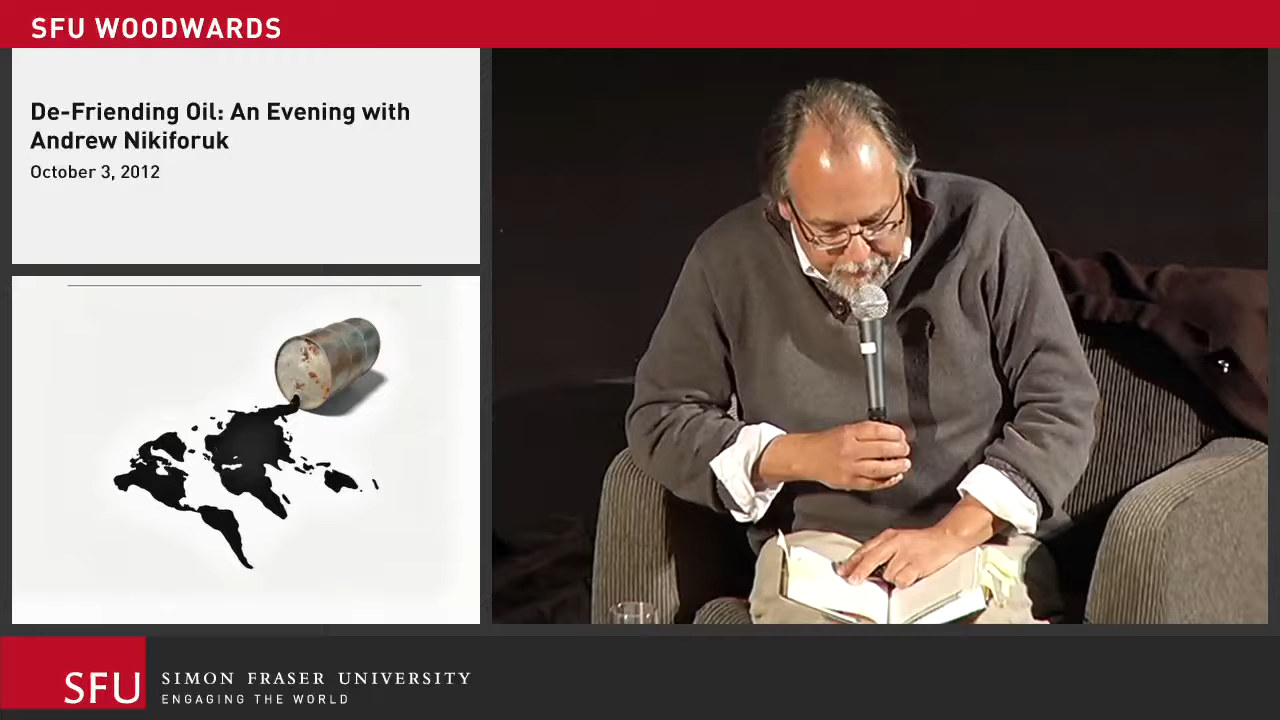 SFU WOODWARDS
De-Friending Oil: An Evening with
Andrew Nikiforuk
October 3, 2012
SFU
SIMON FRASER UNIVERSITY
ENGAGING THE WORLD